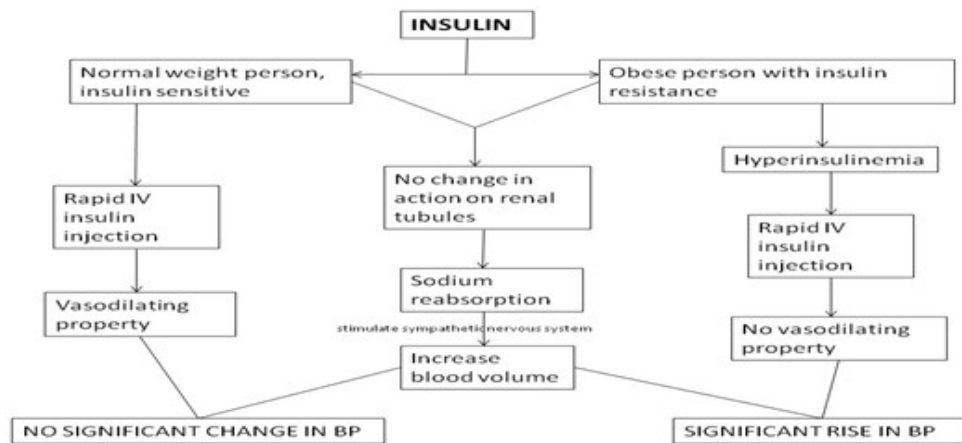 INSULIN
Normal weight person,
insulin sensitive
Obese person with insulin
resistance
Hyperinsulinemia
No change in
action on renal
tubules
Rapid IV
insulin
injection
Rapid IV
insulin
injection
Sodium
reabsorption
Vasodilating
property
stimulate sympathetic nervous system
No vasodilating
property
Increase
blood volume
NO SIGNIFICANT CHANGE IN BP
SIGNIFICANT RISE IN BP